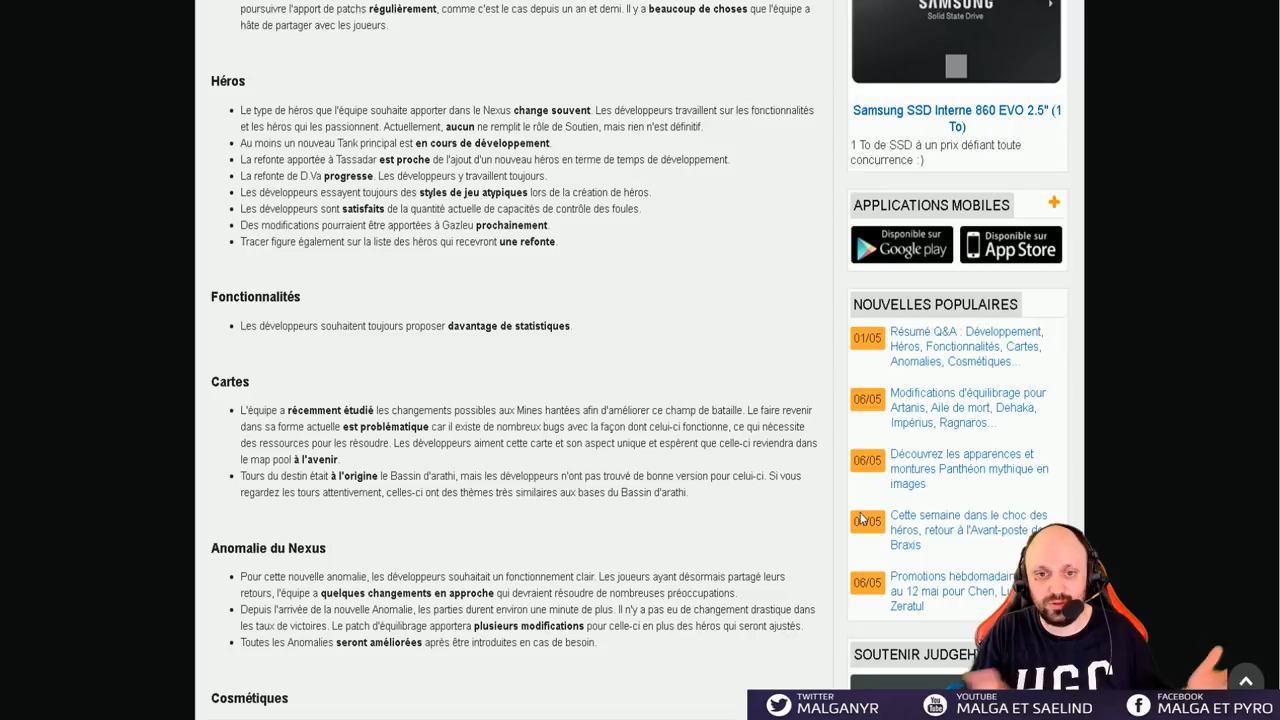 poursuivre l'apport de patchs régulièrement, comme c'est le cas depuis un an et demi. Il y a beaucoup de choses que l'équipe a
hâte de partager avec les joueurs.
Héros
Le type de héros que l'équipe souhaite apporter dans le Nexus change souvent. Les développeurs travaillent sur les fonctionnalités
et les héros qui les passionnent. Actuellement, aucun ne remplit le rôle de Soutien, mais rien n'est définitif.
Au moins un nouveau Tank principal est en cours de développement.
La refonte apportée à Tassadar est proche de l'ajout d'un nouveau héros en terme de temps de développement.
La refonte de D.Va progresse. Les développeurs y travaillent toujours.
Les développeurs essayent toujours des styles de jeu atypiques lors de la création de héros.
Les développeurs sont satisfaits de la quantité actuelle de capacités de contrôle des foules.
Des modifications pourraient être apportées à Gazleu prochainement.
Tracer figure également sur la liste des héros qui recevront une refonte.
Fonctionnalités
Les développeurs souhaitent toujours proposer davantage de statistiques.
Cartes
L'équipe a récemment étudié les changements possibles aux Mines hantées afin d'améliorer ce champ de bataille. Le faire revenir
dans sa forme actuelle est problématique car il existe de nombreux bugs avec la façon dont celui-ci fonctionne, ce qui nécessite
des ressources pour les résoudre. Les développeurs aiment cette carte et son aspect unique et espèrent que celle-ci reviendra dans
le map pool à l'avenir.
Tours du destin était à l'origine le Bassin d'arathi, mais les développeurs n'ont pas trouvé de bonne version pour celui-ci. Si vous
regardez les tours attentivement, celles-ci ont des thèmes très similaires aux bases du Bassin d'arathi.
Anomalie du Nexus
Pour cette nouvelle anomalie, les développeurs souhaitait un fonctionnement clair. Les joueurs ayant désormais partagé leurs
retours, l'équipe a quelques changements en approche qui devraient résoudre de nombreuses préoccupations.
Depuis l'arrivée de la nouvelle Anomalie, les parties durent environ une minute de plus. Il n'y a pas eu de changement drastique dans
les taux de victoires. Le patch d'équilibrage apportera plusieurs modifications pour celle-ci en plus des héros qui seront ajustés.
Toutes les Anomalies seront améliorées après être introduites en cas de besoin.
Cosmétiques
SAMSUNG
Solid State Drive
Samsung SSD Interne 860 EVO 2.5" (1
To)
1 To de SSD à un prix défiant toute
concurrence :)
APPLICATIONS MOBILES
Disponible sur
Google play
Disponible sur
App Store
NOUVELLES POPULAIRES
01/05
Résumé Q&A : Développement,
Héros, Fonctionnalités, Cartes,
Anomalies, Cosmétiques...
06/05
Modifications d'équilibrage pour
Artanis, Aile de mort, Dehaka,
Impérius, Ragnaros...
06/05
Découvrez les apparences et
montures Panthéon mythique en
images
/05
Cette semaine dans le choc des
héros, retour à l'Avant-poste de
Braxis
06/05
Promotions hebdomadai
au 12 mai pour Chen,
Zeratul
SOUTENIR
HGC
TWITTER
MALGANYR
YOUTUBE
MALGA ET SAELIND
FACEBOOK
MALGA ET PYRO